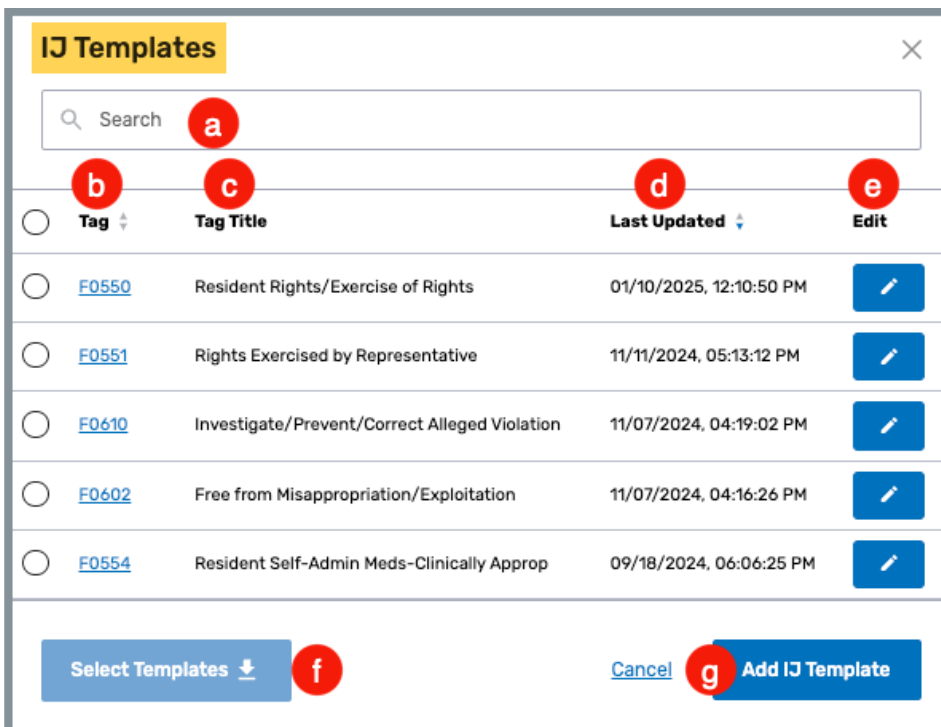 IJ Templates
Search a
b c d e
Tag Tag Title Last Updated Edit
F0550 Resident Rights/Exercise of Rights 01/10/2025, 12:10:50 PM
F0551 Rights Exercised by Representative 11/11/2024, 05:13:12 PM
F0610 Investigate/Prevent/Correct Alleged Violation 11/07/2024, 04:19:02 PM
F0602 Free from Misappropriation/Exploitation 11/07/2024, 04:16:26 PM
F0554 Resident Self-Admin Meds-Clinically Approp 09/18/2024, 06:06:25 PM
Select Templates f Cancel g Add IJ Template